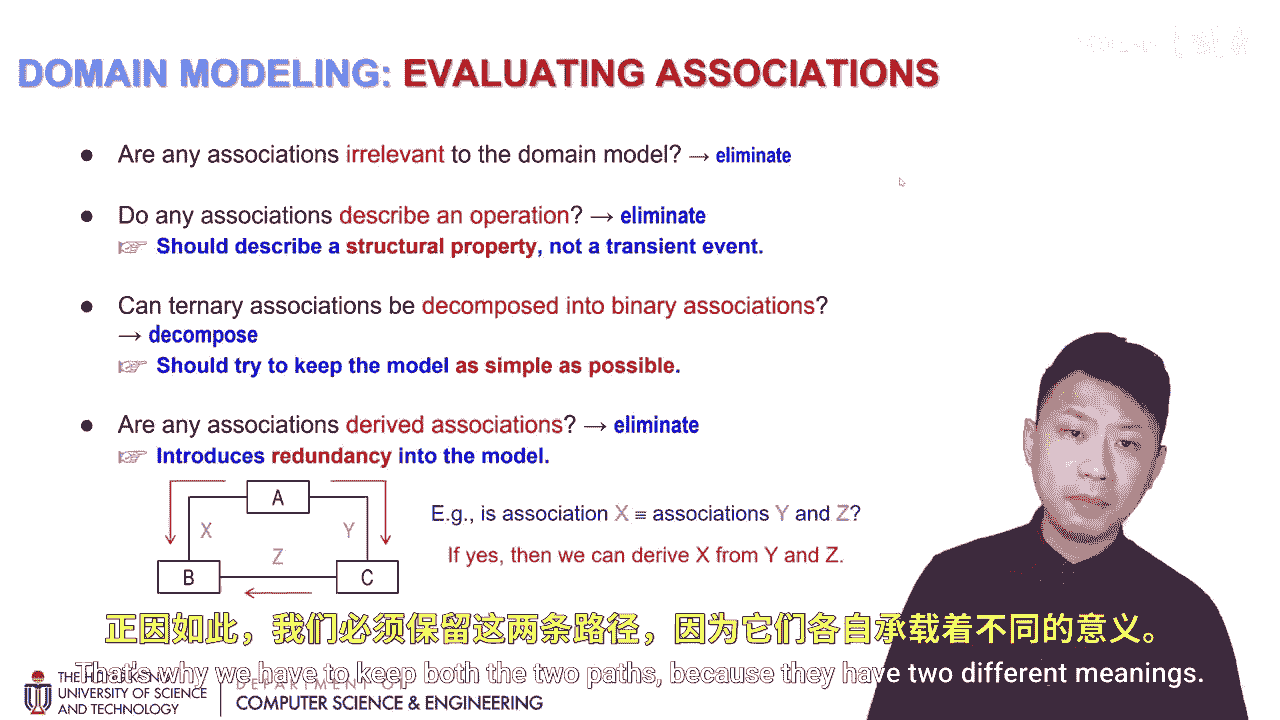 DOMAIN MODELING: EVALUATING ASSOCIATIONS
● Are any associations irrelevant to the domain model? → eliminate
● Do any associations describe an operation? → eliminate
☞ Should describe a structural property, not a transient event.
● Can ternary associations be decomposed into binary associations?
→ decompose
☞ Should try to keep the model as simple as possible.
● Are any associations derived associations? → eliminate
☞ Introduces redundancy into the model.
A
X
Y
Z
B
C
E.g., is association X ≡ associations Y and Z?
If yes, then we can derive X from Y and Z.
正因如此，我们必须保留这两条路径，因为它们各自承载着不同的意义。
That's why we have to keep both the two paths, because they have two different meanings.
THE HONG KONG
UNIVERSITY OF SCIENCE
AND TECHNOLOGY
DEPARTMENT OF
COMPUTER SCIENCE & ENGINEERING